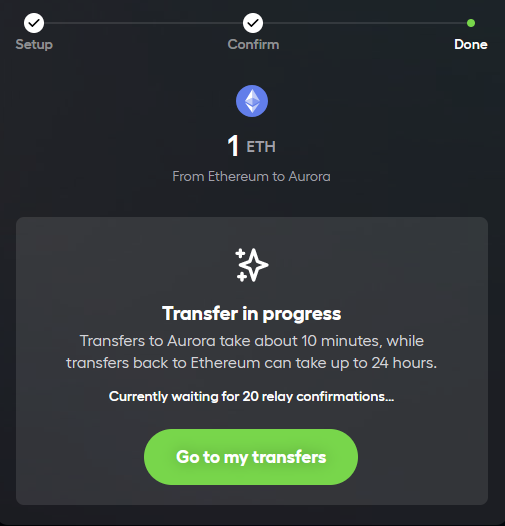 Setup
Confirm
Done
1 ETH
From Ethereum to Aurora
Transfer in progress
Transfers to Aurora take about 10 minutes, while
transfers back to Ethereum can take up to 24 hours.
Currently waiting for 20 relay confirmations...
Go to my transfers